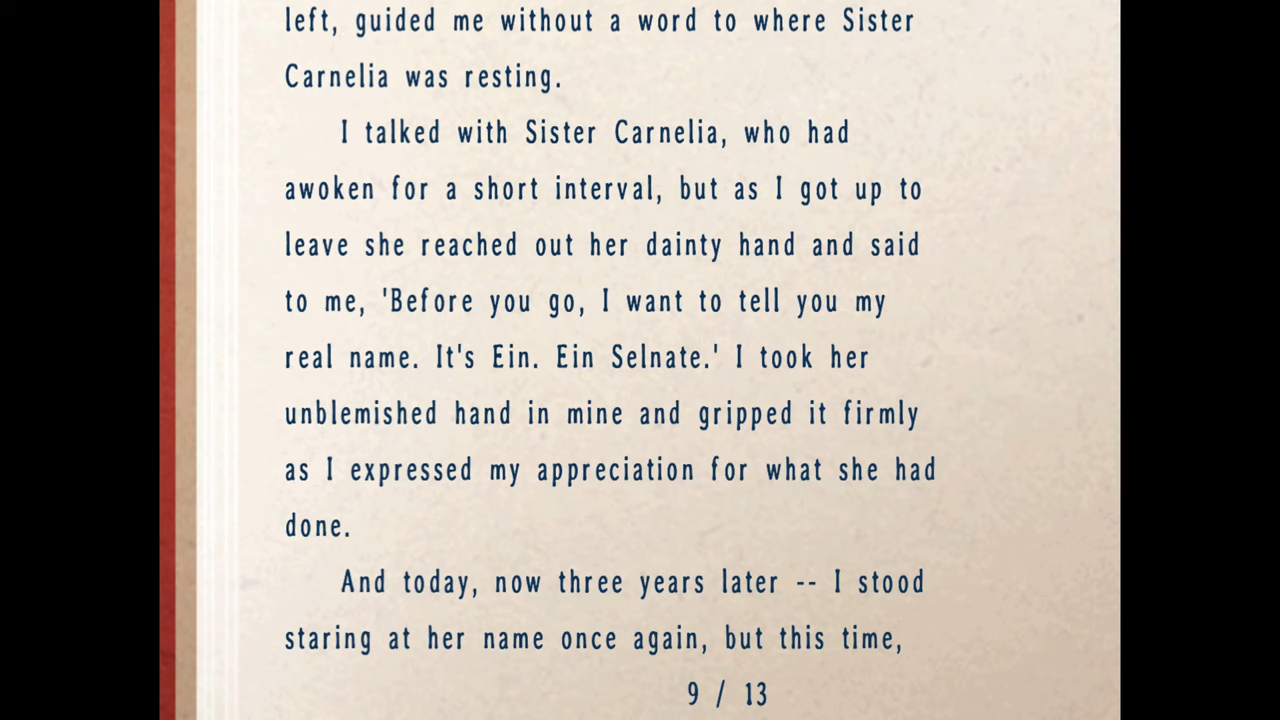 left, guided me without a word to where Sister
Carnelia was resting.
I talked with Sister Carnelia, who had
awoken for a short interval, but as I got up to
leave she reached out her dainty hand and said
to me, 'Before you go, I want to tell you my
real name. It's Ein. Ein Selnate.' I took her
unblemished hand in mine and gripped it firmly
as I expressed my appreciation for what she had
done.
And today, now three years later -- I stood
staring at her name once again, but this time,
9 / 13